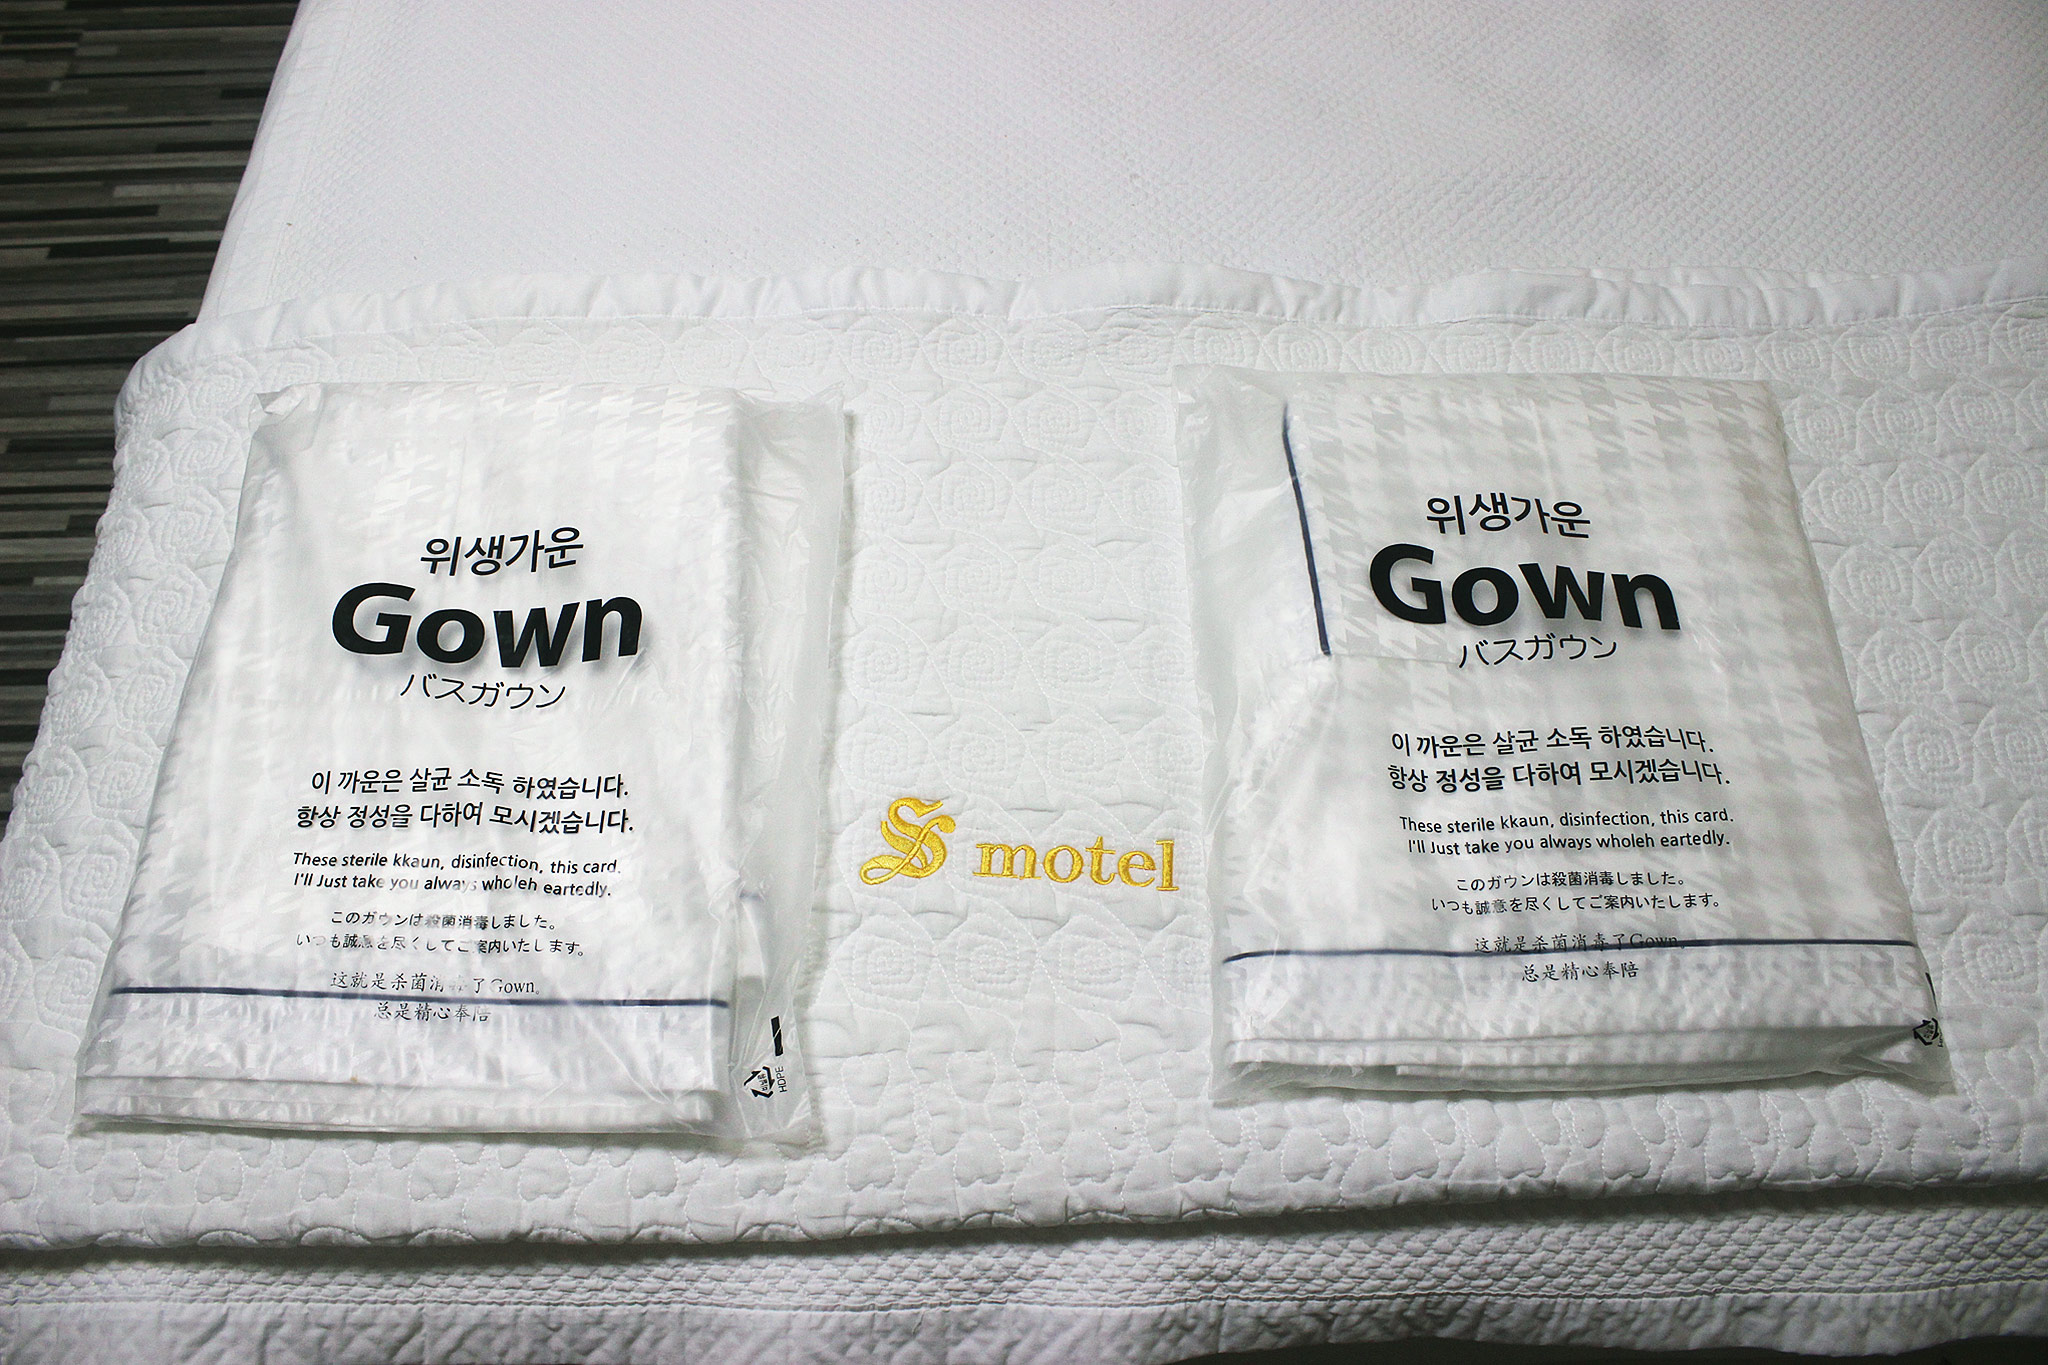 위생가운
Gown
バスガウン
이 까운은 살균 소독 하였습니다.
항상 정성을 다하여 모시겠습니다.
These sterile kkaun, disinfection, this card.
I'll Just take you always wholeh eartedly.
このガウンは殺菌消毒しました。
いつも誠意を尽くしてご案内いたします。
这就是杀菌消毒了Gown。
总是精心奉陪
HDPE
S motel
위생가운
Gown
バスガウン
이 까운은 살균 소독 하였습니다.
항상 정성을 다하여 모시겠습니다.
These sterile kkaun, disinfection, this card.
I'll Just take you always wholeh eartedly.
このガウンは殺菌消毒しました。
いつも誠意を尽くしてご案内いたします。
这就是杀菌消毒了Gown。
总是精心奉陪